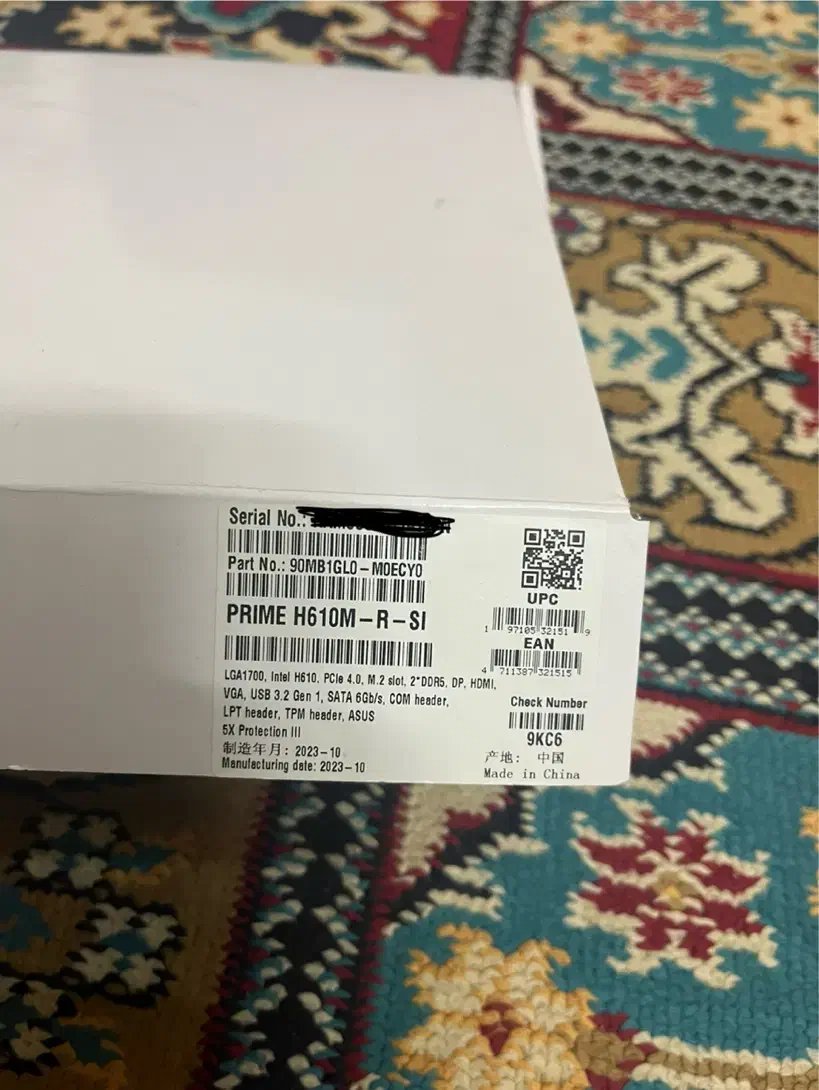 Serial No.:
Part No.: 90MB1GL0-M0ECY0
PRIME H610M-R-SI
LGA1700, Intel H610, PCIe 4.0, M.2 slot, 2*DDR5, DP, HDMI,
VGA, USB 3.2 Gen 1, SATA 6Gb/s, COM header,
LPT header, TPM header, ASUS
5X Protection III
制造年月: 2023-10
Manufacturing date: 2023-10
UPC
1 97105 32151 9
EAN
4 711387 321515
Check Number
9KC6
产地: 中国
Made in China